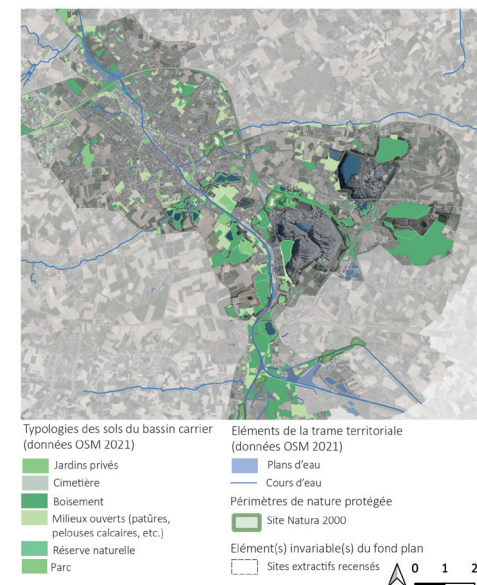 Typologies des sols du bassin carrier
(données OSM 2021)
Jardins privés
Cimetière
Boisement
Milieux ouverts (patûres,
pelouses calcaires, etc.)
Réserve naturelle
Parc
Eléments de la trame territoriale
(données OSM 2021)
Plans d'eau
Cours d'eau
Périmètres de nature protégée
Site Natura 2000
Elément(s) invariable(s) du fond plan
Sites extractifs recensés
0 1 2